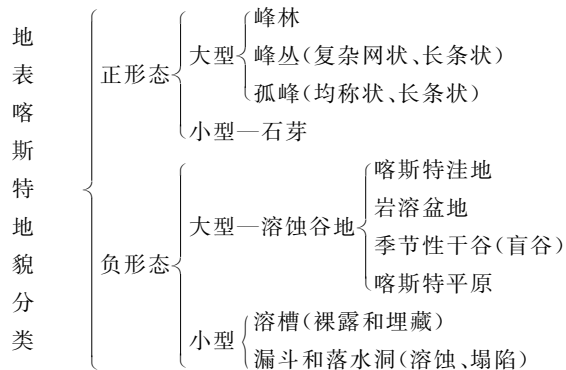 地表喀斯特地貌分类
正形态
大型
峰林
峰丛(复杂网状、长条状)
孤峰(均称状、长条状)
小型—石芽
负形态
大型—溶蚀谷地
喀斯特洼地
岩溶盆地
季节性干谷(盲谷)
喀斯特平原
小型
溶槽(裸露和埋藏)
漏斗和落水洞(溶蚀、塌陷)